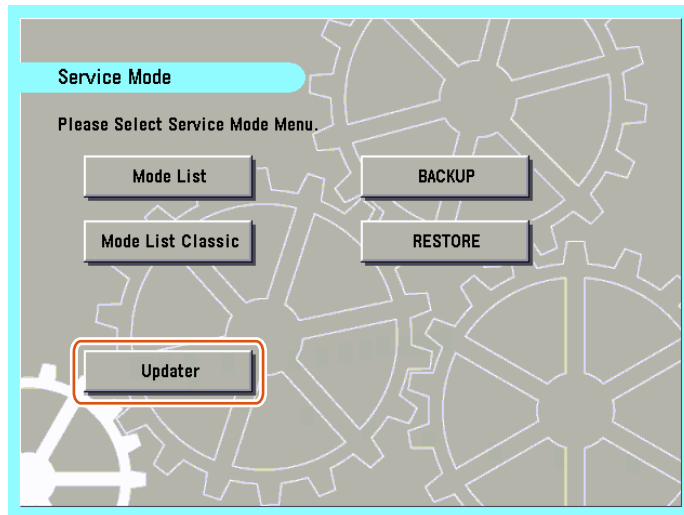 Service Mode
Please Select Service Mode Menu.
Mode List
BACKUP
Mode List Classic
RESTORE
Updater